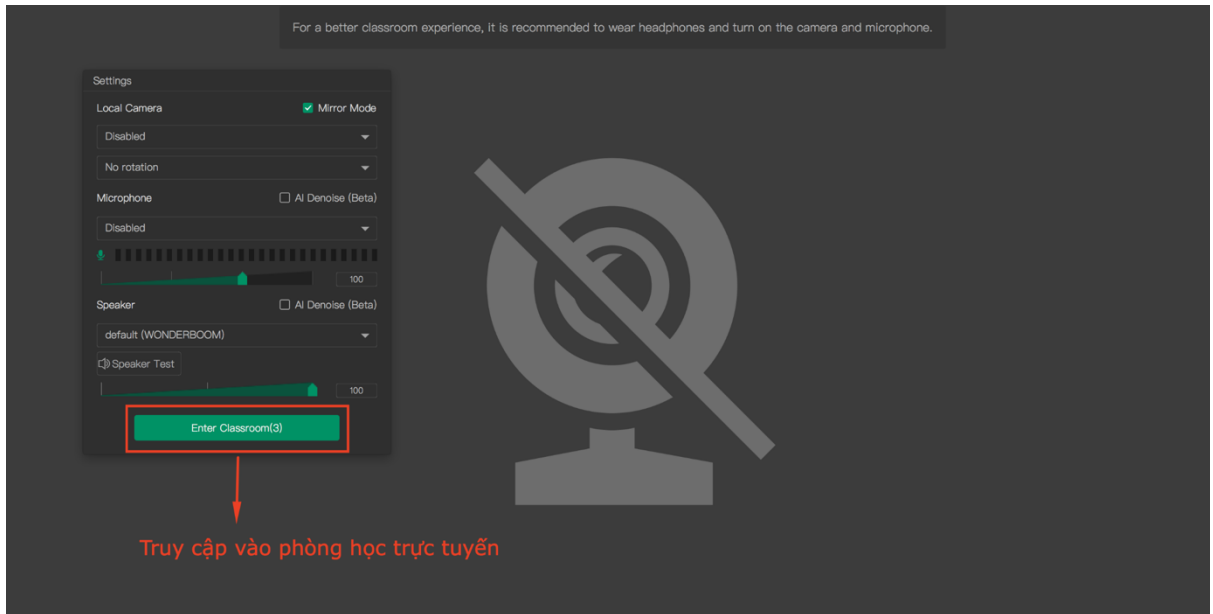 For a better classroom experience, it is recommended to wear headphones and turn on the camera and microphone.
Settings
Local Camera
Mirror Mode
Disabled
No rotation
Microphone
AI Denoise (Beta)
Disabled
100
Speaker
AI Denoise (Beta)
default (WONDERBOOM)
Speaker Test
100
Enter Classroom(3)
Truy cập vào phòng học trực tuyến